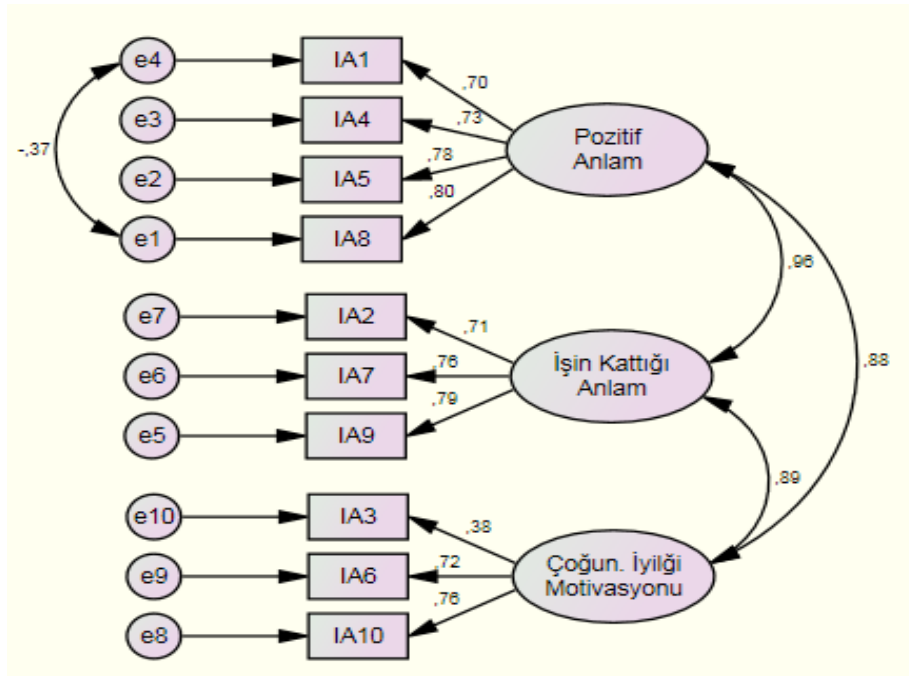 e4
IA1
,70
e3
IA4
,73
Pozitif
Anlam
-,37
e2
IA5
,78
e1
IA8
,80
,96
e7
IA2
,71
e6
IA7
,76
İşin Kattığı
Anlam
,88
e5
IA9
,79
,89
e10
IA3
,38
e9
IA6
,72
Çoğun. İyilği
Motivasyonu
e8
IA10
,76